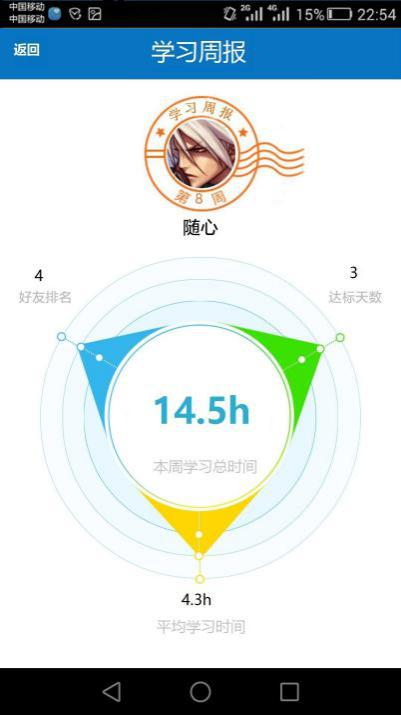 中国移动
中国移动
2G 4G 15% 22:54
返回 学习周报
学习周报
第8周
随心
4
好友排名
3
达标天数
14.5h
本周学习总时间
4.3h
平均学习时间